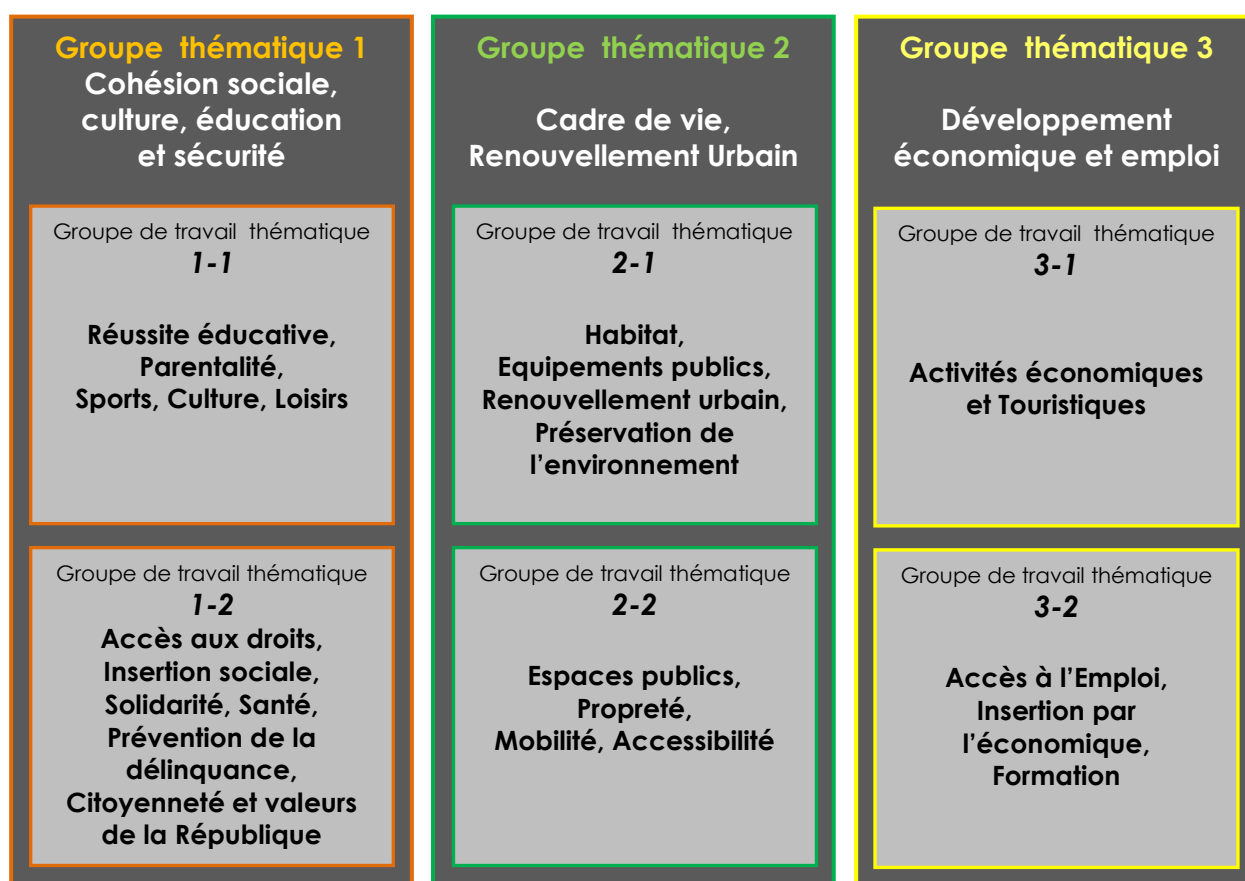 Groupe thématique 1
Cohésion sociale,
culture, éducation
et sécurité
Groupe de travail thématique
1-1
Réussite éducative,
Parentalité,
Sports, Culture, Loisirs
Groupe de travail thématique
1-2
Accès aux droits,
Insertion sociale,
Solidarité, Santé,
Prévention de la
délinquance,
Citoyenneté et valeurs
de la République
Groupe thématique 2
Cadre de vie,
Renouvellement Urbain
Groupe de travail thématique
2-1
Habitat,
Equipements publics,
Renouvellement urbain,
Préservation de
l’environnement
Groupe de travail thématique
2-2
Espaces publics,
Propreté,
Mobilité, Accessibilité
Groupe thématique 3
Développement
économique et emploi
Groupe de travail thématique
3-1
Activités économiques
et Touristiques
Groupe de travail thématique
3-2
Accès à l’Emploi,
Insertion par
l’économique,
Formation